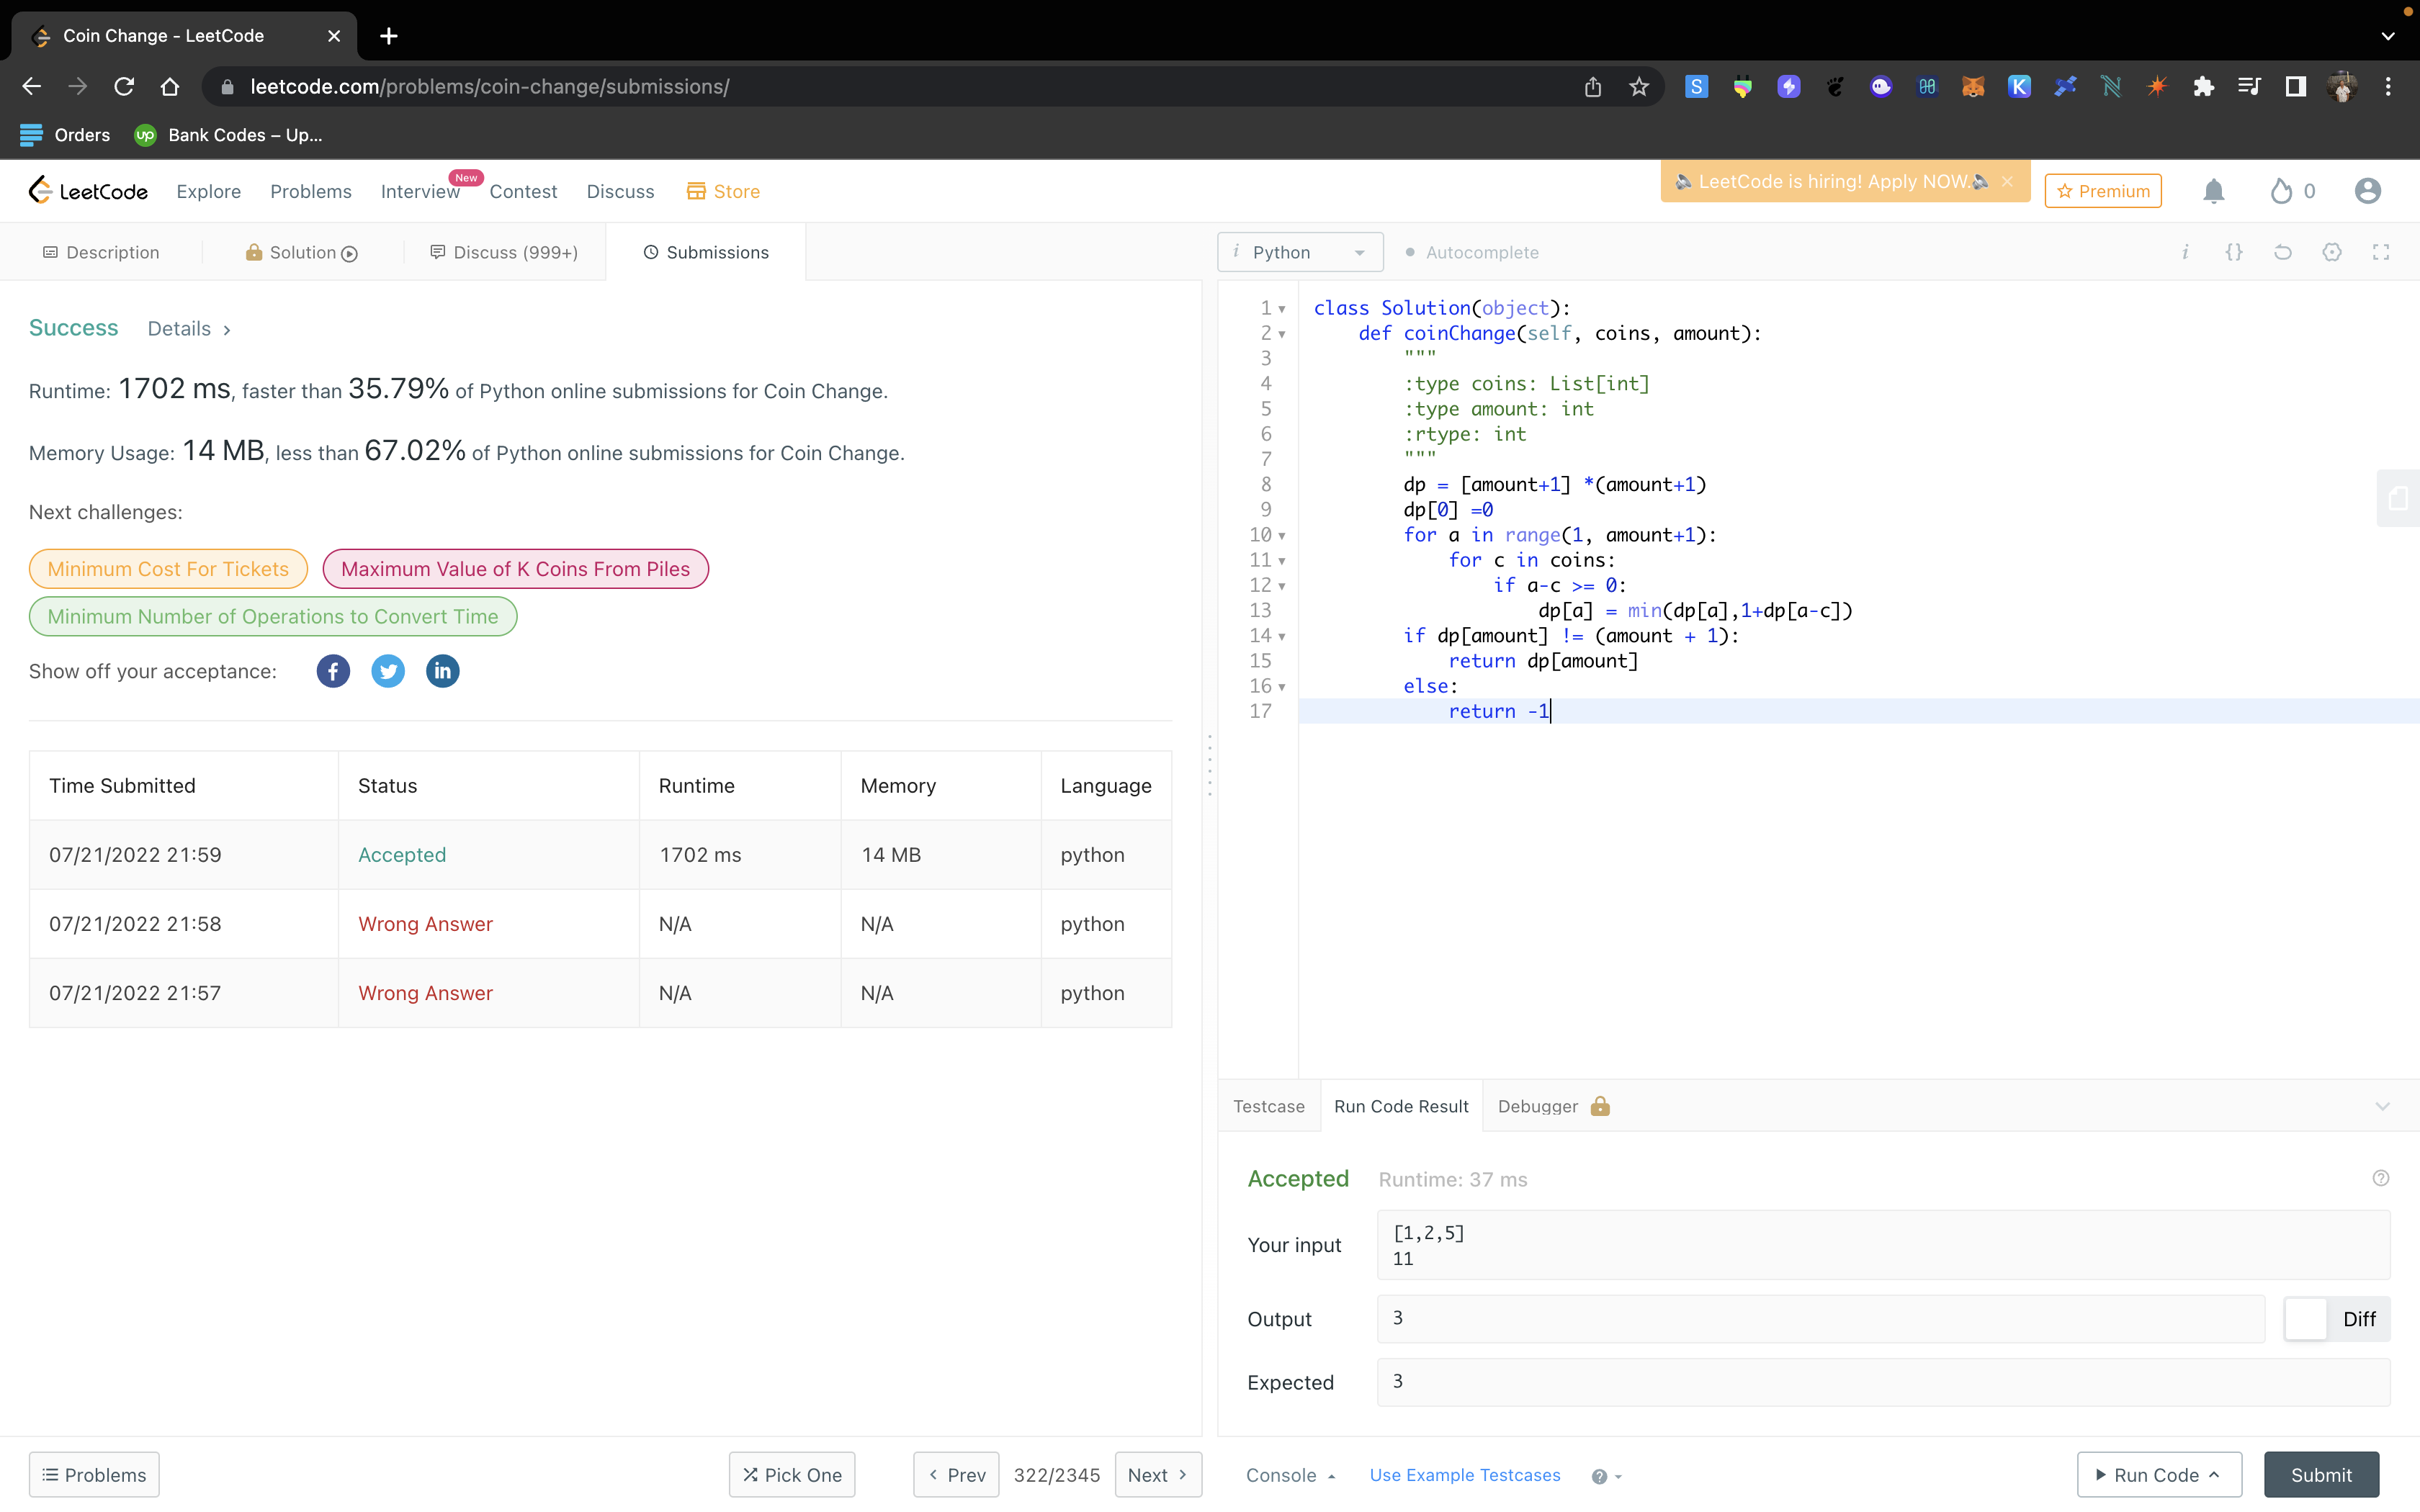 Coin Change - LeetCode
leetcode.com/problems/coin-change/submissions/
S K
Orders up Bank Codes – Up...
LeetCode Explore Problems Interview New Contest Discuss Store LeetCode is hiring! Apply NOW. Premium 0
Description Solution Discuss (999+) Submissions
i Python Autocomplete i {}
Success Details
Runtime: 1702 ms, faster than 35.79% of Python online submissions for Coin Change.
Memory Usage: 14 MB, less than 67.02% of Python online submissions for Coin Change.
Next challenges:
Minimum Cost For Tickets Maximum Value of K Coins From Piles
Minimum Number of Operations to Convert Time
Show off your acceptance: f in
Time Submitted Status Runtime Memory Language
07/21/2022 21:59 Accepted 1702 ms 14 MB python
07/21/2022 21:58 Wrong Answer N/A N/A python
07/21/2022 21:57 Wrong Answer N/A N/A python
1 class Solution(object):
2 def coinChange(self, coins, amount):
3 """
4 :type coins: List[int]
5 :type amount: int
6 :rtype: int
7 """
8 dp = [amount+1] *(amount+1)
9 dp[0] =0
10 for a in range(1, amount+1):
11 for c in coins:
12 if a-c >= 0:
13 dp[a] = min(dp[a],1+dp[a-c])
14 if dp[amount] != (amount + 1):
15 return dp[amount]
16 else:
17 return -1
Testcase Run Code Result Debugger
Accepted Runtime: 37 ms
Your input
[1,2,5]
11
Output 3 Diff
Expected 3
Problems Pick One Prev 322/2345 Next Console Use Example Testcases Run Code Submit